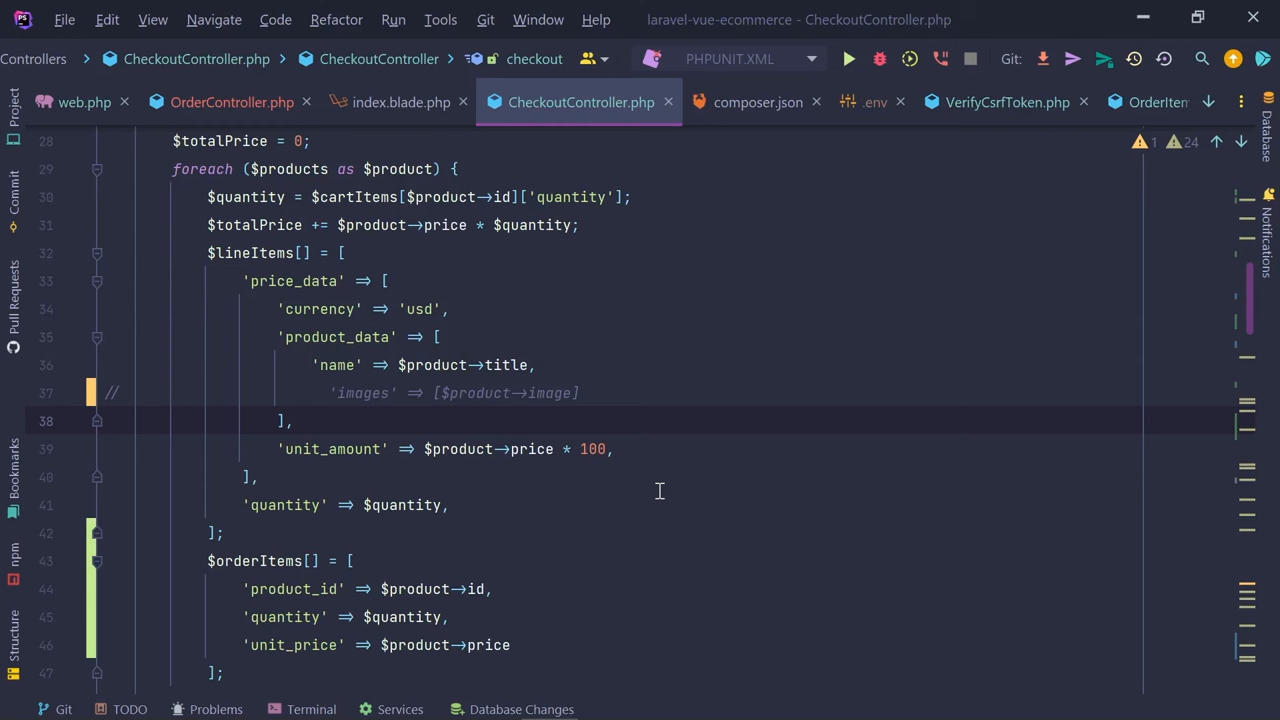 File Edit View Navigate Code Refactor Run Tools Git Window Help laravel-vue-ecommerce - CheckoutController.php
Controllers CheckoutController.php CheckoutController checkout PHPUNIT.XML Git:
web.php OrderController.php index.blade.php CheckoutController.php composer.json .env VerifyCsrfToken.php OrderItem
Project
Commit
Pull Requests
Bookmarks
npm
Structure
28 $totalPrice = 0;
29 foreach ($products as $product) {
30 $quantity = $cartItems[$product->id]['quantity'];
31 $totalPrice += $product->price * $quantity;
32 $lineItems[] = [
33 'price_data' => [
34 'currency' => 'usd',
35 'product_data' => [
36 'name' => $product->title,
37 // 'images' => [$product->image]
38 ],
39 'unit_amount' => $product->price * 100,
40 ],
41 'quantity' => $quantity,
42 ];
43 $orderItems[] = [
44 'product_id' => $product->id,
45 'quantity' => $quantity,
46 'unit_price' => $product->price
47 ];
1 24
Database
Notifications
Git TODO Problems Terminal Services Database Changes